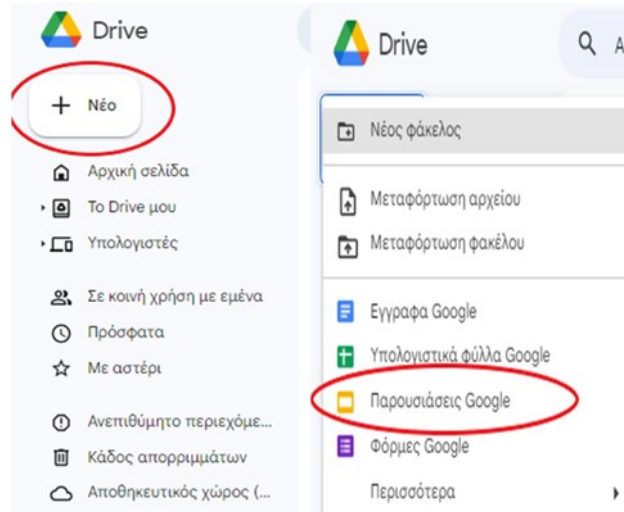 Drive
Νέο
Αρχική σελίδα
Το Drive μου
Υπολογιστές
Σε κοινή χρήση με εμένα
Πρόσφατα
Με αστέρι
Ανεπιθύμητο περιεχόμε...
Κάδος απορριμμάτων
Αποθηκευτικός χώρος (...
Drive
Α
Νέος φάκελος
Μεταφόρτωση αρχείου
Μεταφόρτωση φακέλου
Εγγραφα Google
Υπολογιστικά φύλλα Google
Παρουσιάσεις Google
Φόρμες Google
Περισσότερα